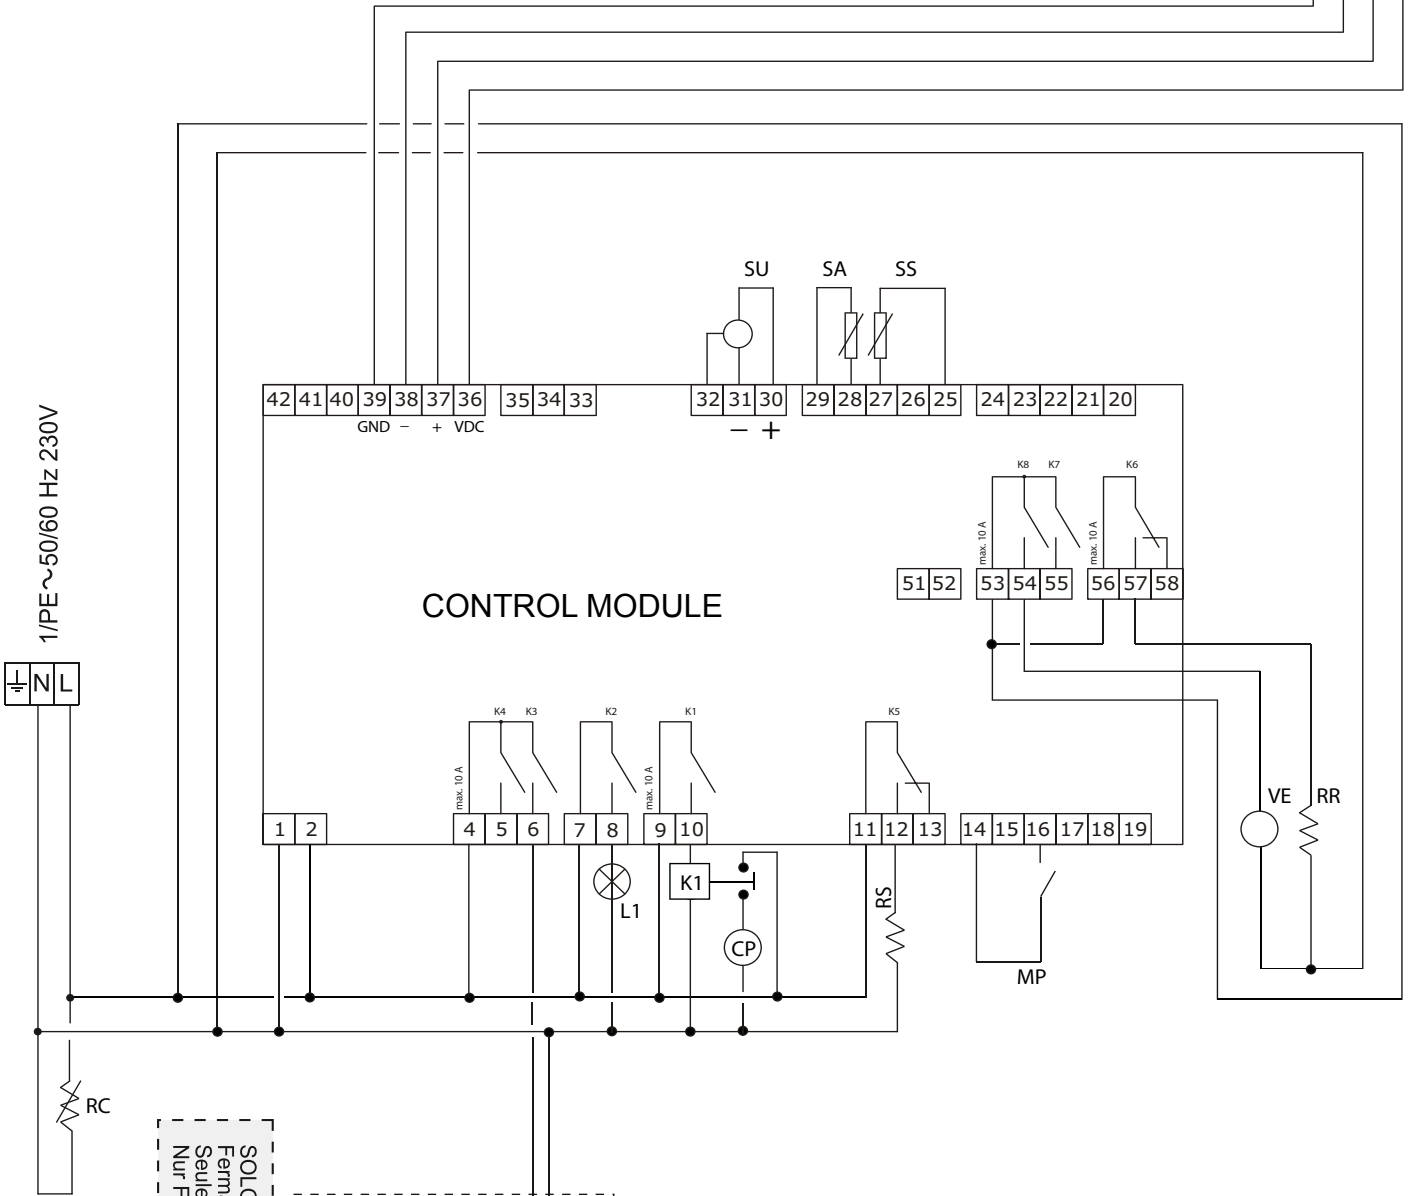 SU SA SS
42 41 40 39 38 37 36 35 34 33 32 31 30 29 28 27 26 25 24 23 22 21 20
GND − + VDC − +
1/PE～50/60 Hz 230V
K8 K7 K6
max. 10 A max. 10 A
51 52 53 54 55 56 57 58
CONTROL MODULE
N L
K4 K3 K2 K1 K5
max. 10 A max. 10 A
VE RR
1 2 4 5 6 7 8 9 10 11 12 13 14 15 16 17 18 19
K1
RS
L1
CP
MP
RC
SOLO
Ferm
Seule
Nur F